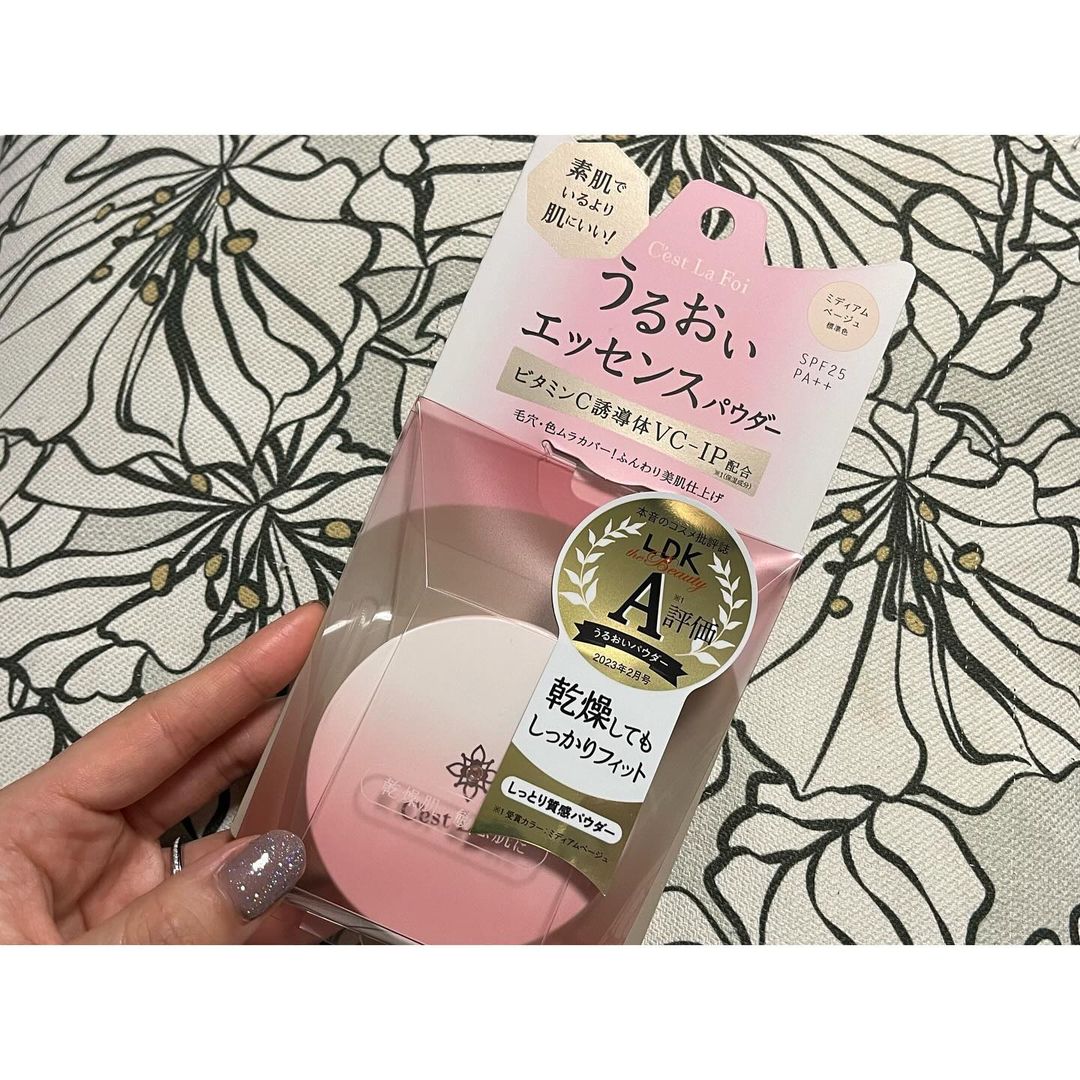 素肌で
いるより
肌にいい!
C'est La Foi
うるおい
エッセンスパウダー
ミディアム
ベージュ
標準色
SPF25
PA++
ビタミンC誘導体VC-IP配合
※1(保湿成分)
毛穴・色ムラカバー!ふんわり美肌仕上げ
本音のコスメ批評誌
LDK
the Beauty
A評価
※1
うるおいパウダー
2023年2月号
乾燥しても
しっかりフィット
しっとり質感パウダー
※1 受賞カラー:ミディアムベージュ
乾燥肌
肌に
C'est